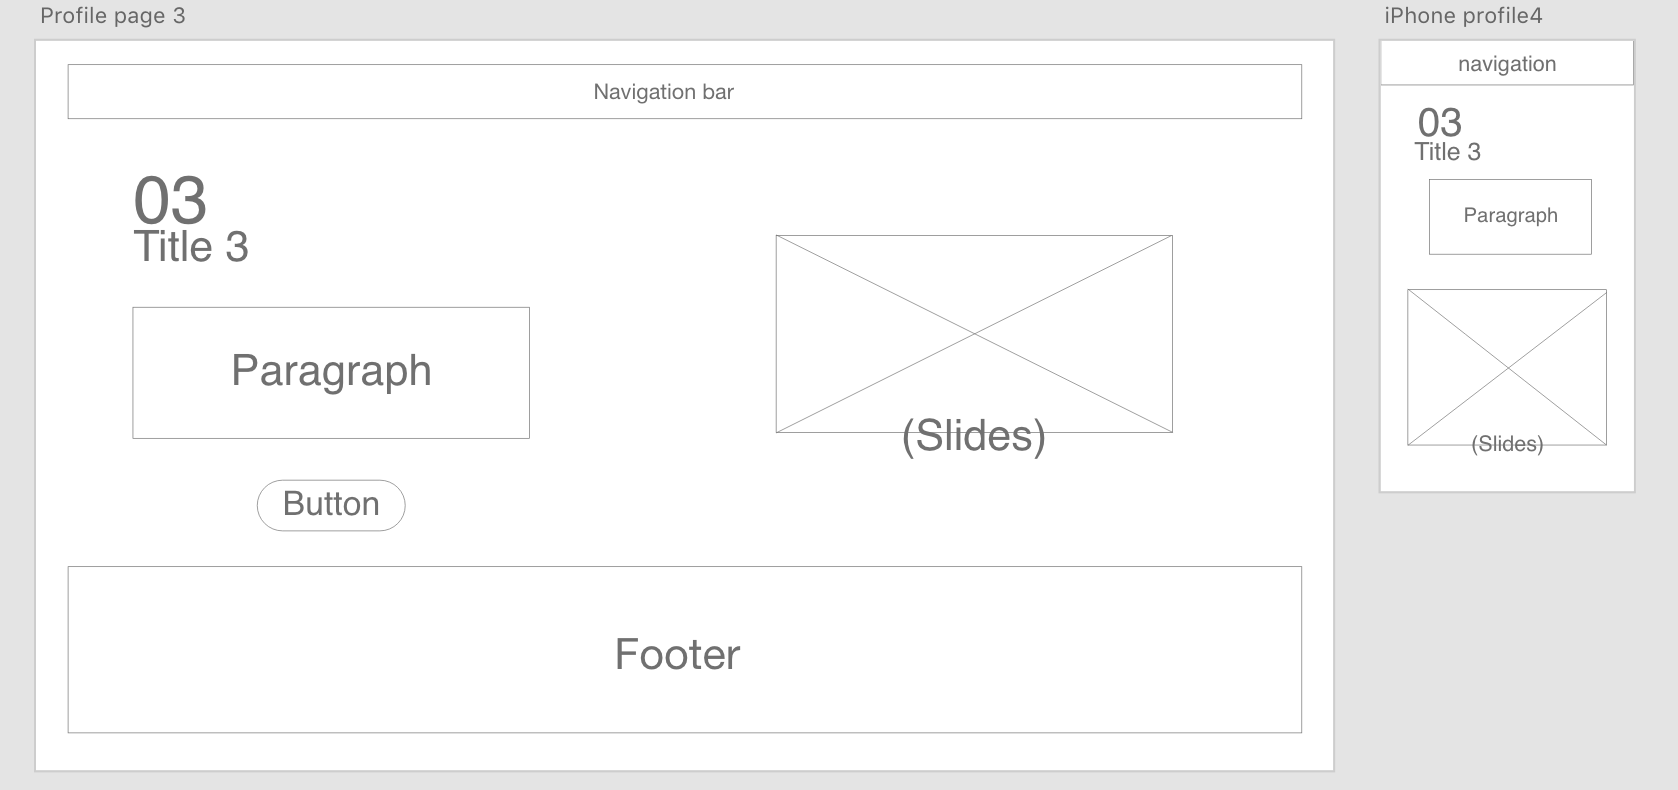 Profile page 3
Navigation bar
03
Title 3
Paragraph
(Slides)
Button
Footer
iPhone profile4
navigation
03
Title 3
Paragraph
(Slides)